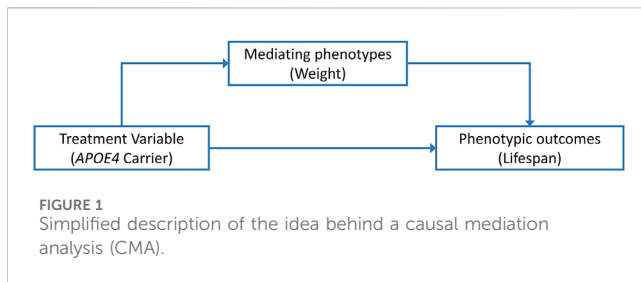 Mediating phenotypes
(Weight)
Treatment Variable
(APOE4 Carrier)
Phenotypic outcomes
(Lifespan)
FIGURE 1
Simplified description of the idea behind a causal mediation
analysis (CMA).